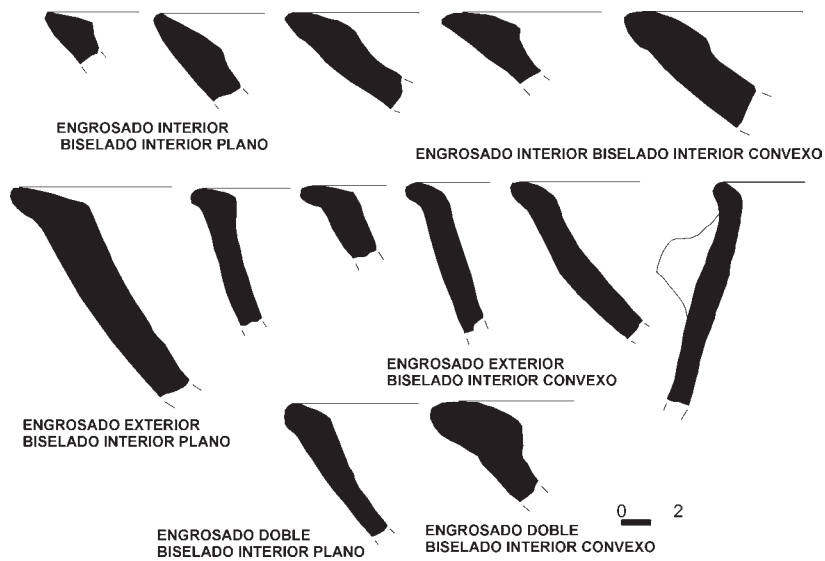 ENGROSADO INTERIOR
BISELADO INTERIOR PLANO
ENGROSADO INTERIOR BISELADO INTERIOR CONVEXO
ENGROSADO EXTERIOR
BISELADO INTERIOR CONVEXO
ENGROSADO EXTERIOR
BISELADO INTERIOR PLANO
ENGROSADO DOBLE
BISELADO INTERIOR PLANO
ENGROSADO DOBLE
BISELADO INTERIOR CONVEXO
0 2